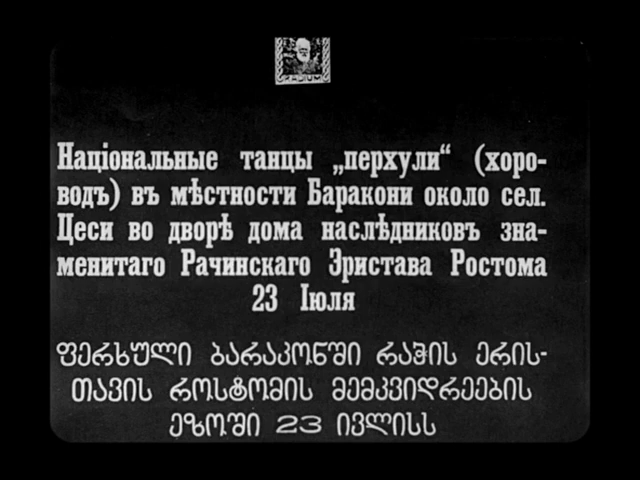 RADIUM
Національные танцы „перхули“ (хоро-
водъ) въ мѣстности Баракони около сел.
Цеси во дворѣ дома наслѣдниковъ зна-
менитаго Рачинскаго Эристава Ростома
23 Іюля
ფერხული ბარაკონში რაჭის ერის-
თავის როსტომის მემკვიდრეების
ეზოში 23 ივლისს